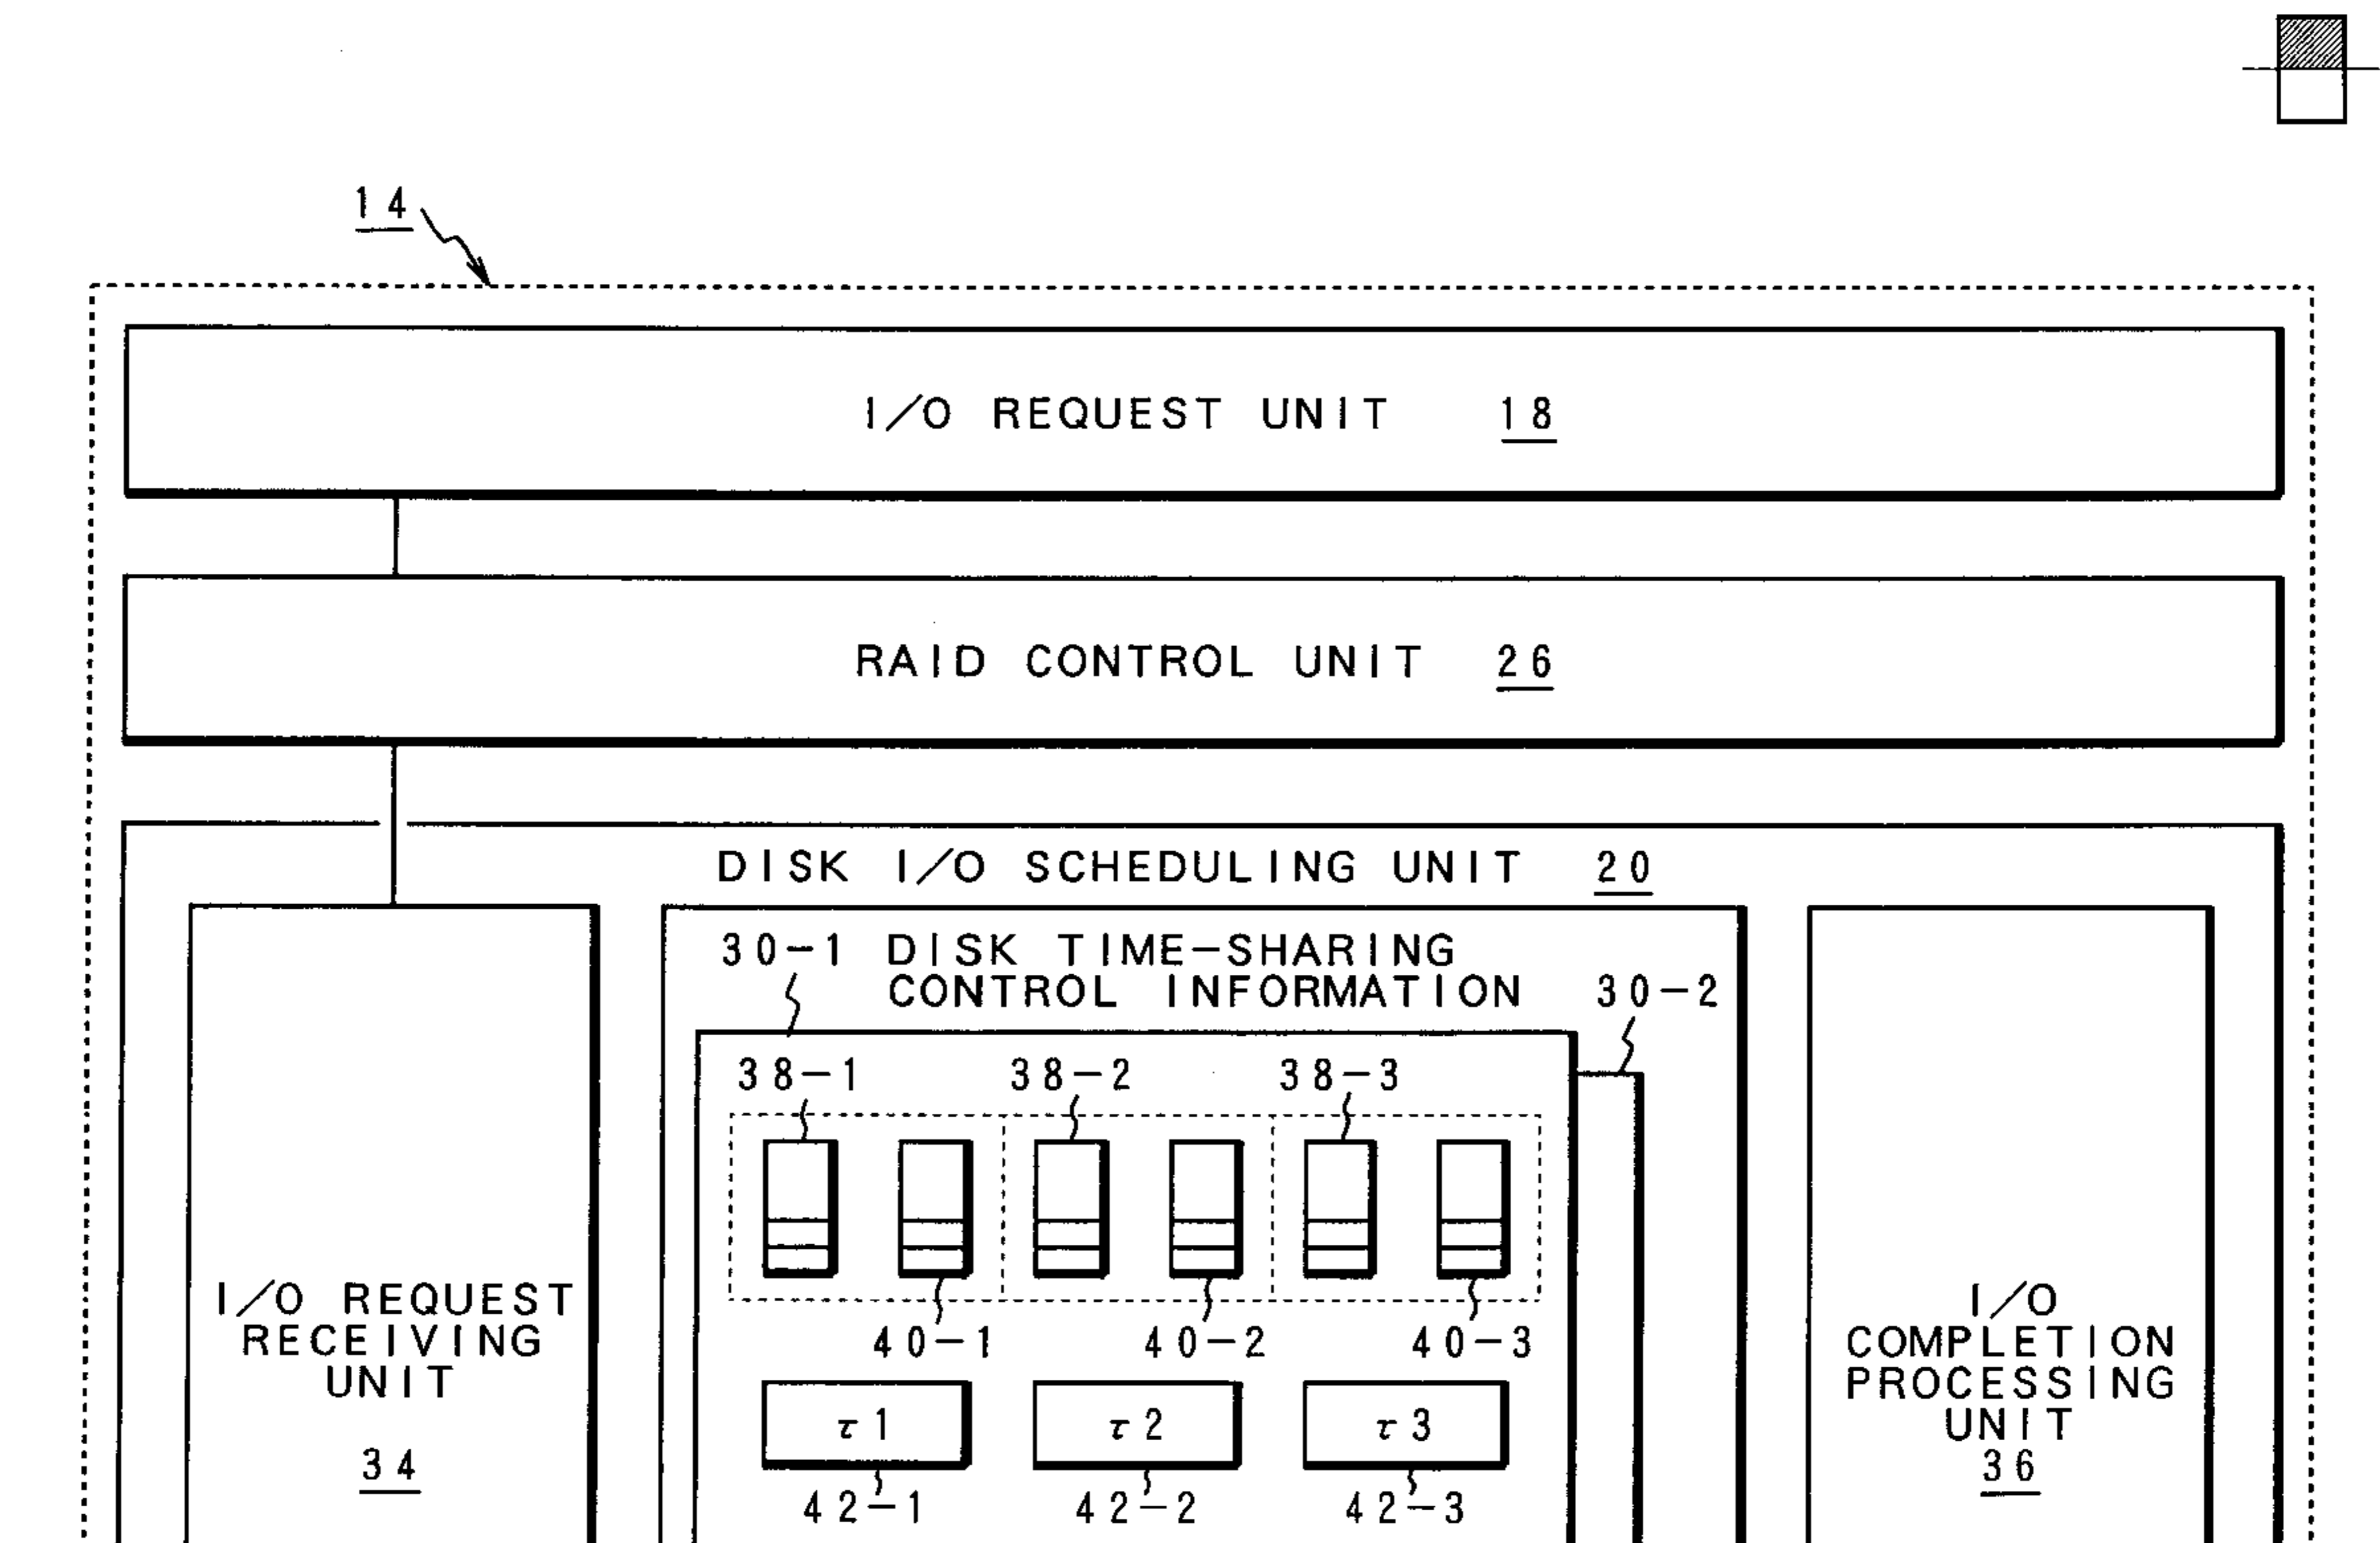 14
I/O REQUEST UNIT 18
RAID CONTROL UNIT 26
DISK I/O SCHEDULING UNIT 20
30-1 DISK TIME-SHARING
CONTROL INFORMATION 30-2
38-1 38-2 38-3
40-1 40-2 40-3
τ1 τ2 τ3
42-1 42-2 42-3
I/O REQUEST
RECEIVING
UNIT
34
I/O
COMPLETION
PROCESSING
UNIT
36